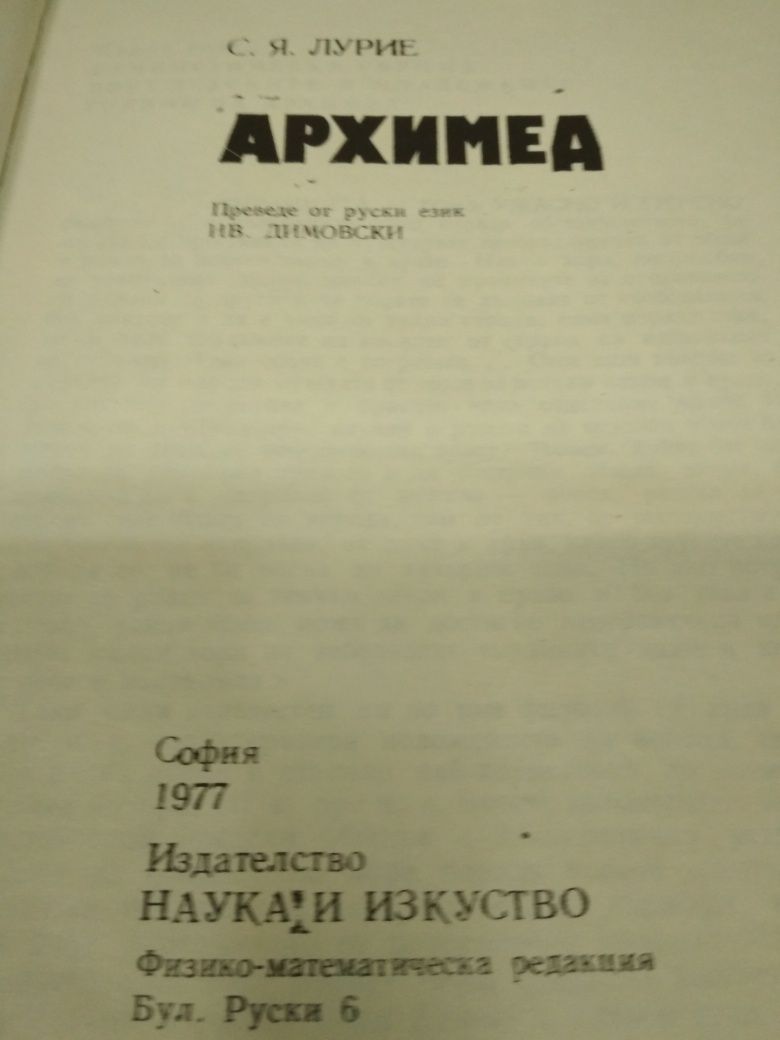 С. Я. ЛУРИЕ
АРХИМЕД
Преведе от руски език
ИВ. ДИМОВСКИ
София
1977
Издателство
НАУКА И ИЗКУСТВО
Физико-математическа редакция
Бул. Руски 6